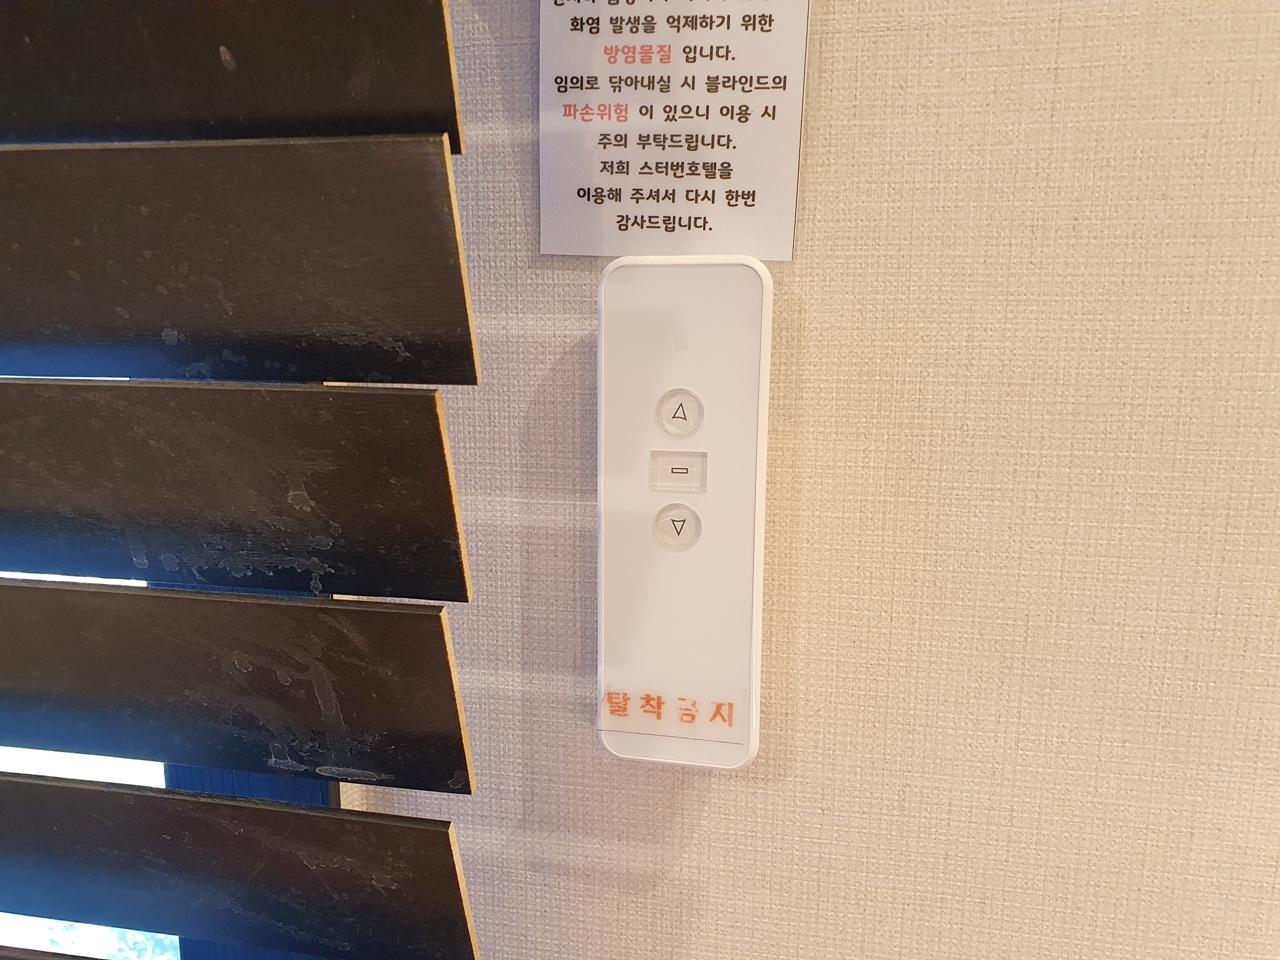 화염 발생을 억제하기 위한
방염물질 입니다.
임의로 닦아내실 시 블라인드의
파손위험 이 있으니 이용 시
주의 부탁드립니다.
저희 스터번호텔을
이용해 주셔서 다시 한번
감사드립니다.
탈착금지